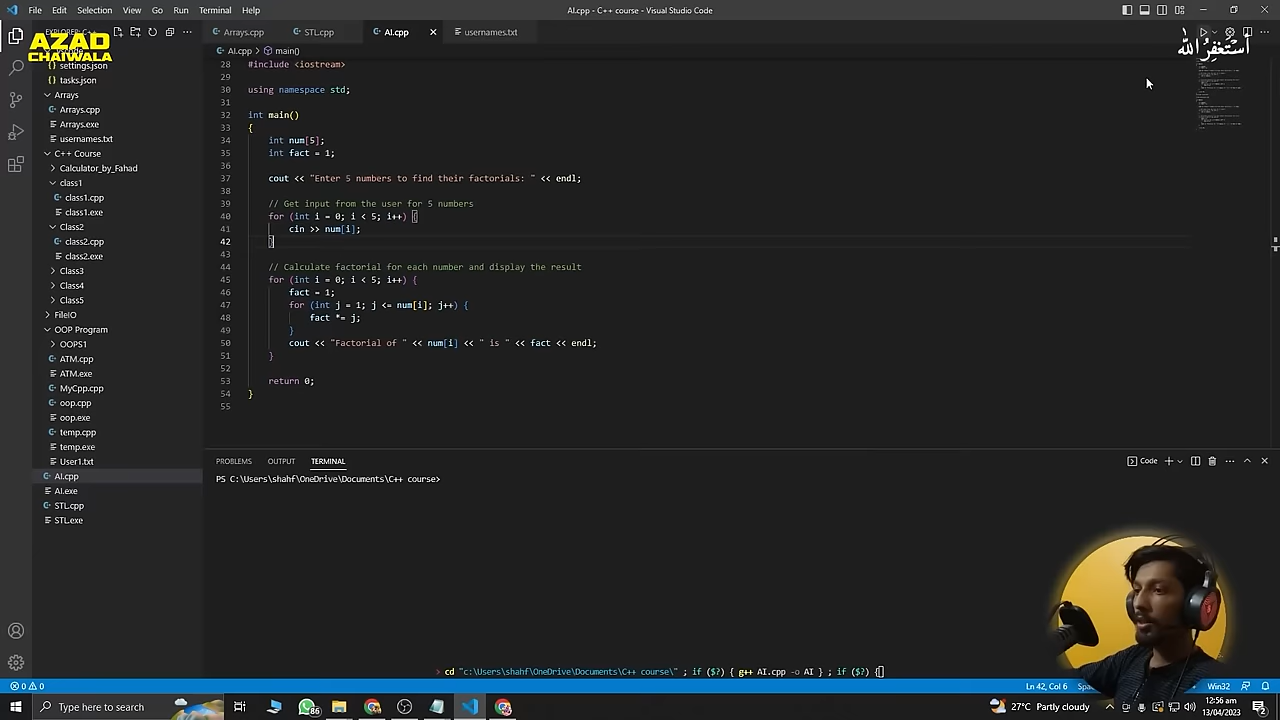 File Edit Selection View Go Run Terminal Help
AI.cpp - C++ course - Visual Studio Code
AZAD
CHAIWALA
أستغفر الله
settings.json
tasks.json
Arrays
Arrays.cpp
Arrays.exe
usernames.txt
C++ Course
Calculator_by_Fahad
class1
class1.cpp
class1.exe
Class2
class2.cpp
class2.exe
Class3
Class4
Class5
FileIO
OOP Program
OOPS1
ATM.cpp
ATM.exe
MyCpp.cpp
oop.cpp
oop.exe
temp.cpp
temp.exe
User1.txt
AI.cpp
AI.exe
STL.cpp
STL.exe
Arrays.cpp STL.cpp AI.cpp usernames.txt
AI.cpp > main()
28 #include <iostream>
29
30 using namespace std;
31
32 int main()
33 {
34 int num[5];
35 int fact = 1;
36
37 cout << "Enter 5 numbers to find their factorials: " << endl;
38
39 // Get input from the user for 5 numbers
40 for (int i = 0; i < 5; i++) {
41 cin >> num[i];
42 }
43
44 // Calculate factorial for each number and display the result
45 for (int i = 0; i < 5; i++) {
46 fact = 1;
47 for (int j = 1; j <= num[i]; j++) {
48 fact *= j;
49 }
50 cout << "Factorial of " << num[i] << " is " << fact << endl;
51 }
52
53 return 0;
54 }
55
PROBLEMS OUTPUT TERMINAL
Code
PS C:\Users\shahf\OneDrive\Documents\C++ course>
> cd "c:\Users\shahf\OneDrive\Documents\C++ course\" ; if ($?) { g++ AI.cpp -o AI } ; if ($?) {
0 0
Ln 42, Col 6
Win32
Type here to search
86
27°C Partly cloudy
12:56 am
13/04/2023
2